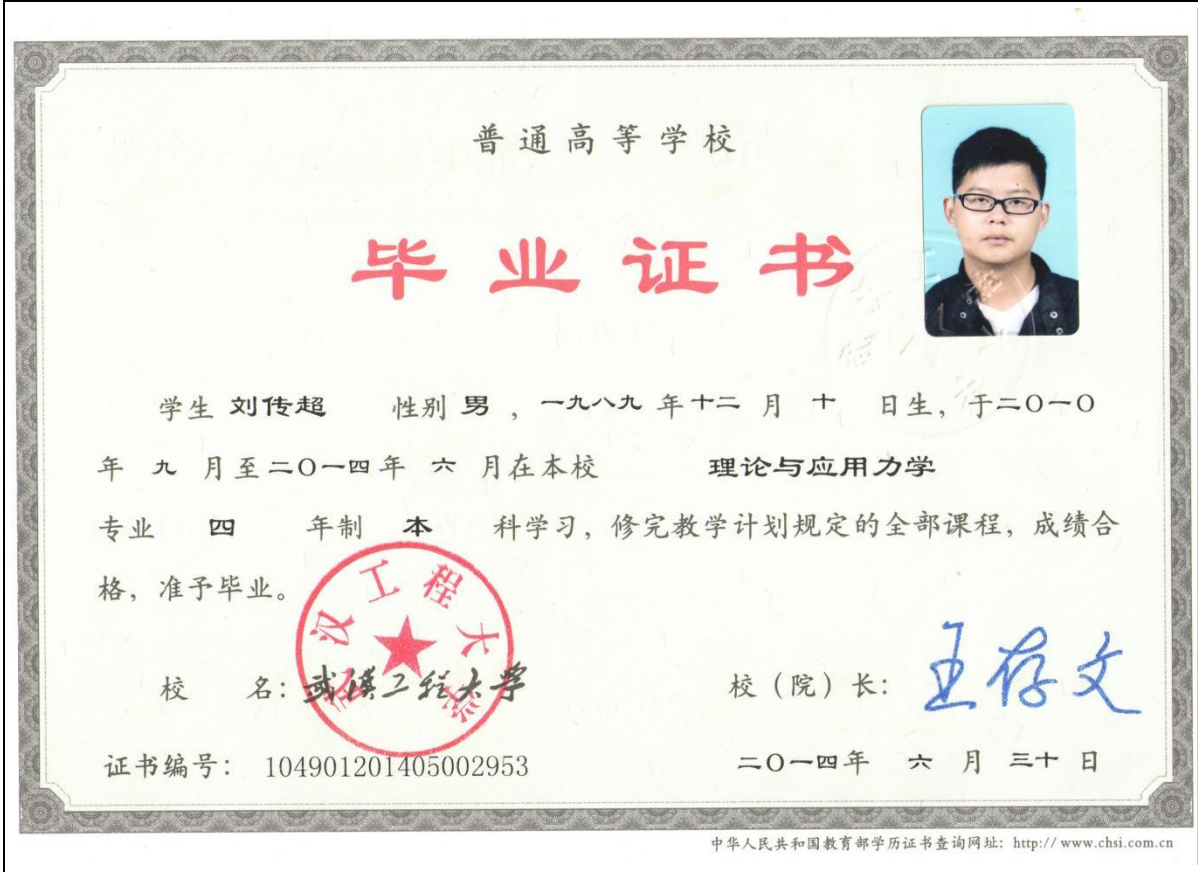 普通高等学校
毕业证书
学生 刘传超 性别 男 ，一九八九 年 十二 月 十 日生，于二〇一〇
年 九 月至二〇一四年 六 月在本校 理论与应用力学
专业 四 年制 本 科学习，修完教学计划规定的全部课程，成绩合
格，准予毕业。
武汉工程大学
校 名：武漢工程大学 校（院）长：王存文
证书编号： 104901201405002953 二〇一四年 六 月 三十 日
中华人民共和国教育部学历证书查询网址：http://www.chsi.com.cn